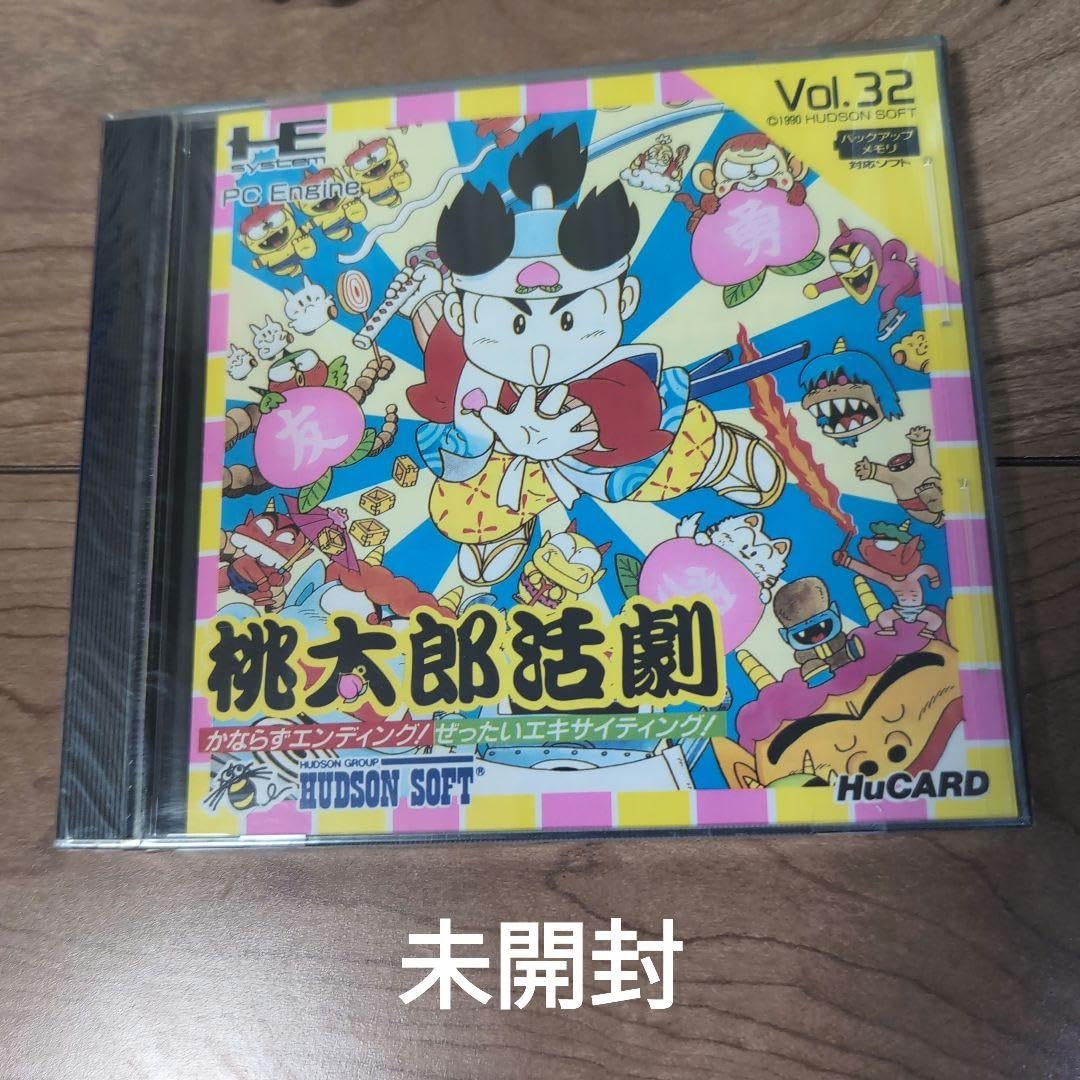 Vol.32
©1990 HUDSON SOFT
バックアップ
メモリ
対応ソフト
PE
system
PC Engine
勇
友
桃太郎活劇
かならずエンディング! ぜったいエキサイティング!
HUDSON GROUP
HUDSON SOFT®
HuCARD
未開封